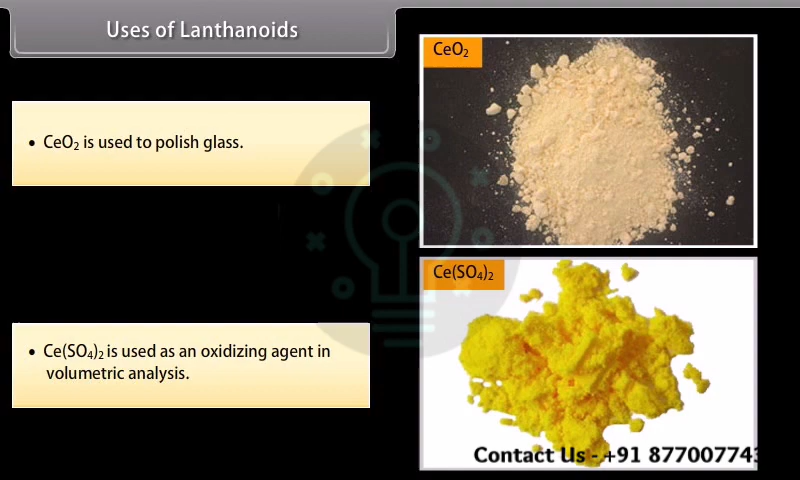 Uses of Lanthanoids
CeO₂
• CeO₂ is used to polish glass.
Ce(SO₄)₂
• Ce(SO₄)₂ is used as an oxidizing agent in
volumetric analysis.
Contact Us - +91 877007743